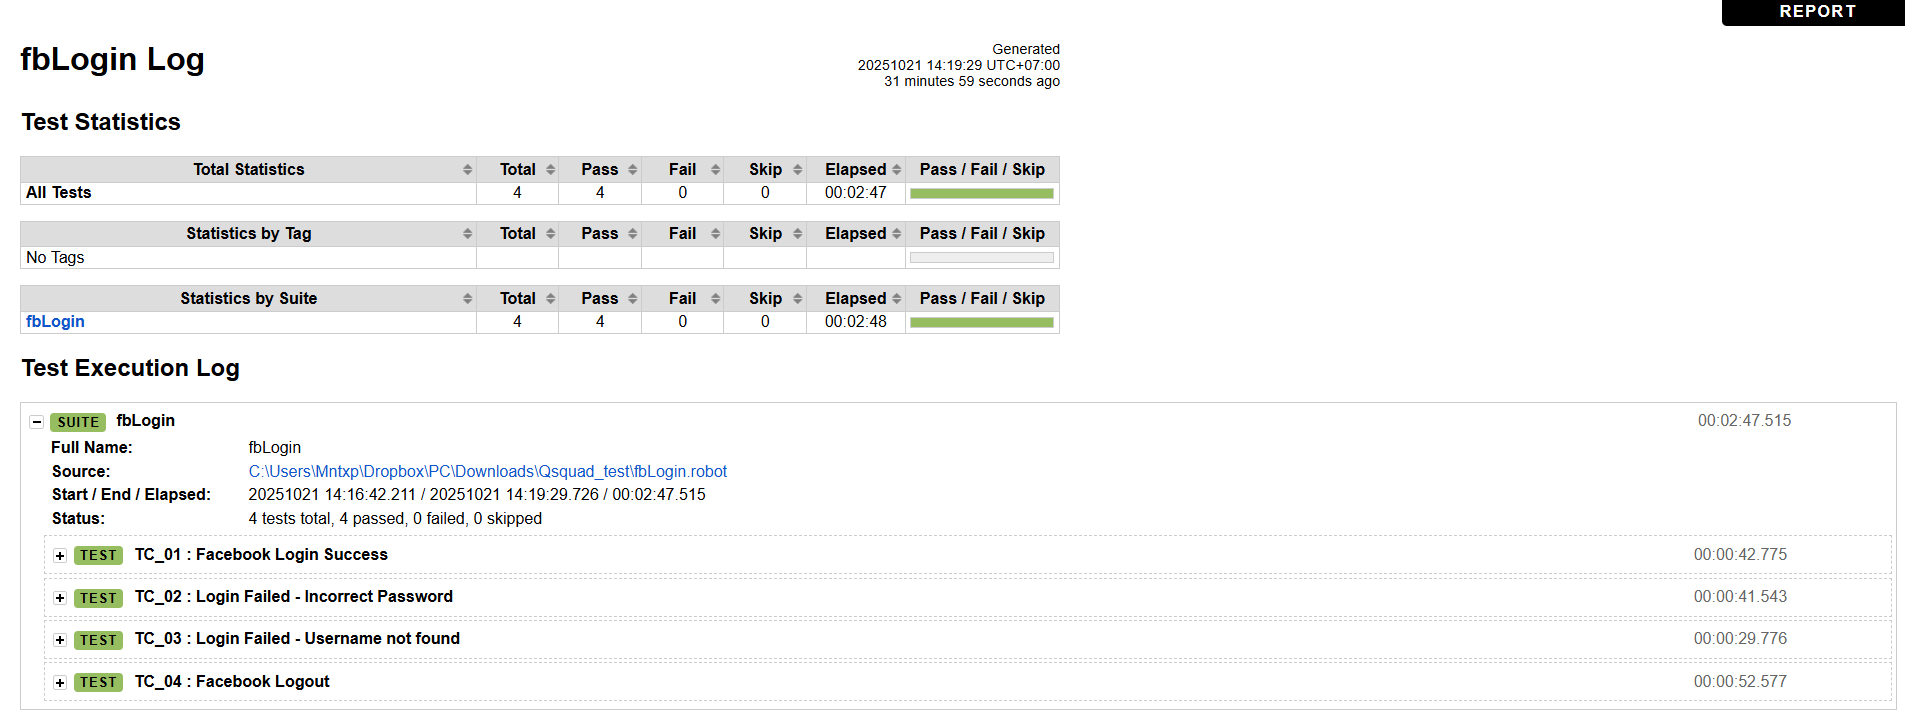 REPORT
fbLogin Log
Generated
20251021 14:19:29 UTC+07:00
31 minutes 59 seconds ago
Test Statistics
Total Statistics Total Pass Fail Skip Elapsed Pass / Fail / Skip
All Tests 4 4 0 0 00:02:47
Statistics by Tag Total Pass Fail Skip Elapsed Pass / Fail / Skip
No Tags
Statistics by Suite Total Pass Fail Skip Elapsed Pass / Fail / Skip
fbLogin 4 4 0 0 00:02:48
Test Execution Log
SUITE fbLogin 00:02:47.515
Full Name: fbLogin
Source: C:\Users\Mntxp\Dropbox\PC\Downloads\Qsquad_test\fbLogin.robot
Start / End / Elapsed: 20251021 14:16:42.211 / 20251021 14:19:29.726 / 00:02:47.515
Status: 4 tests total, 4 passed, 0 failed, 0 skipped
TEST TC_01 : Facebook Login Success 00:00:42.775
TEST TC_02 : Login Failed - Incorrect Password 00:00:41.543
TEST TC_03 : Login Failed - Username not found 00:00:29.776
TEST TC_04 : Facebook Logout 00:00:52.577